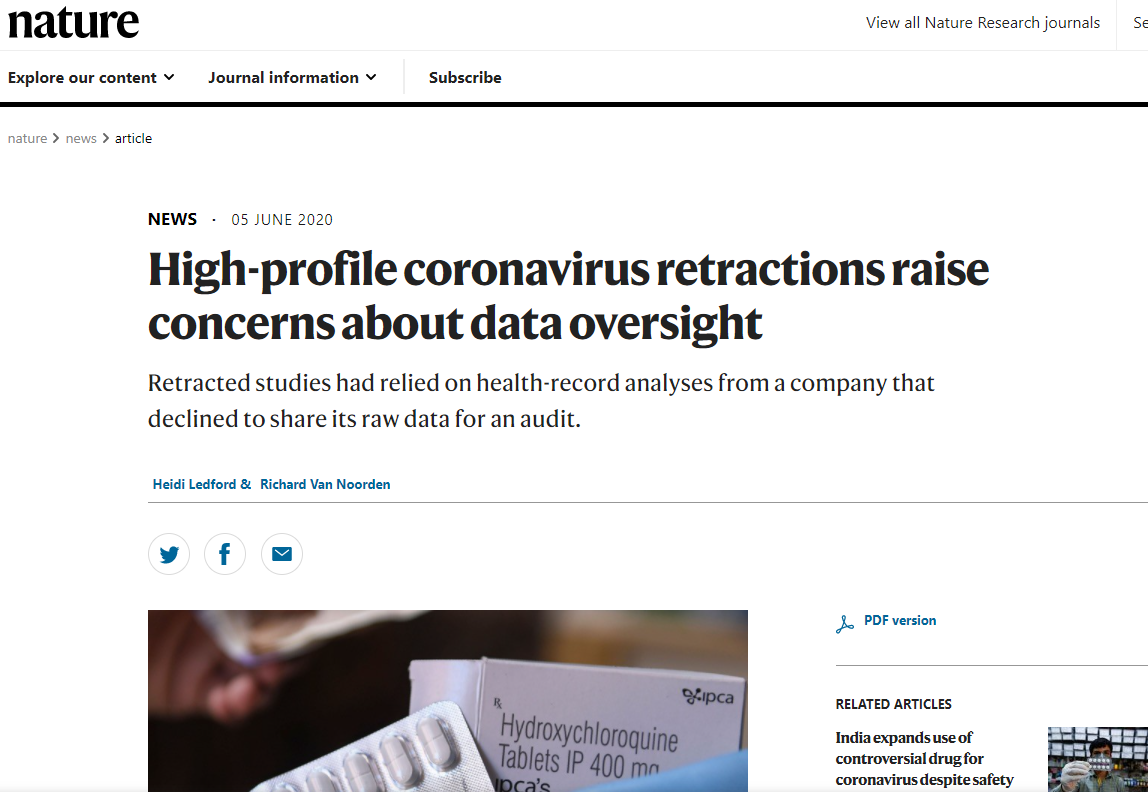 nature
View all Nature Research journals
Explore our content
Journal information
Subscribe
nature > news > article
NEWS · 05 JUNE 2020
High-profile coronavirus retractions raise
concerns about data oversight
Retracted studies had relied on health-record analyses from a company that
declined to share its raw data for an audit.
Heidi Ledford & Richard Van Noorden
PDF version
RELATED ARTICLES
India expands use of
controversial drug for
coronavirus despite safety
ipca
Hydroxychloroquine
Tablets IP 400 mg
ipca's